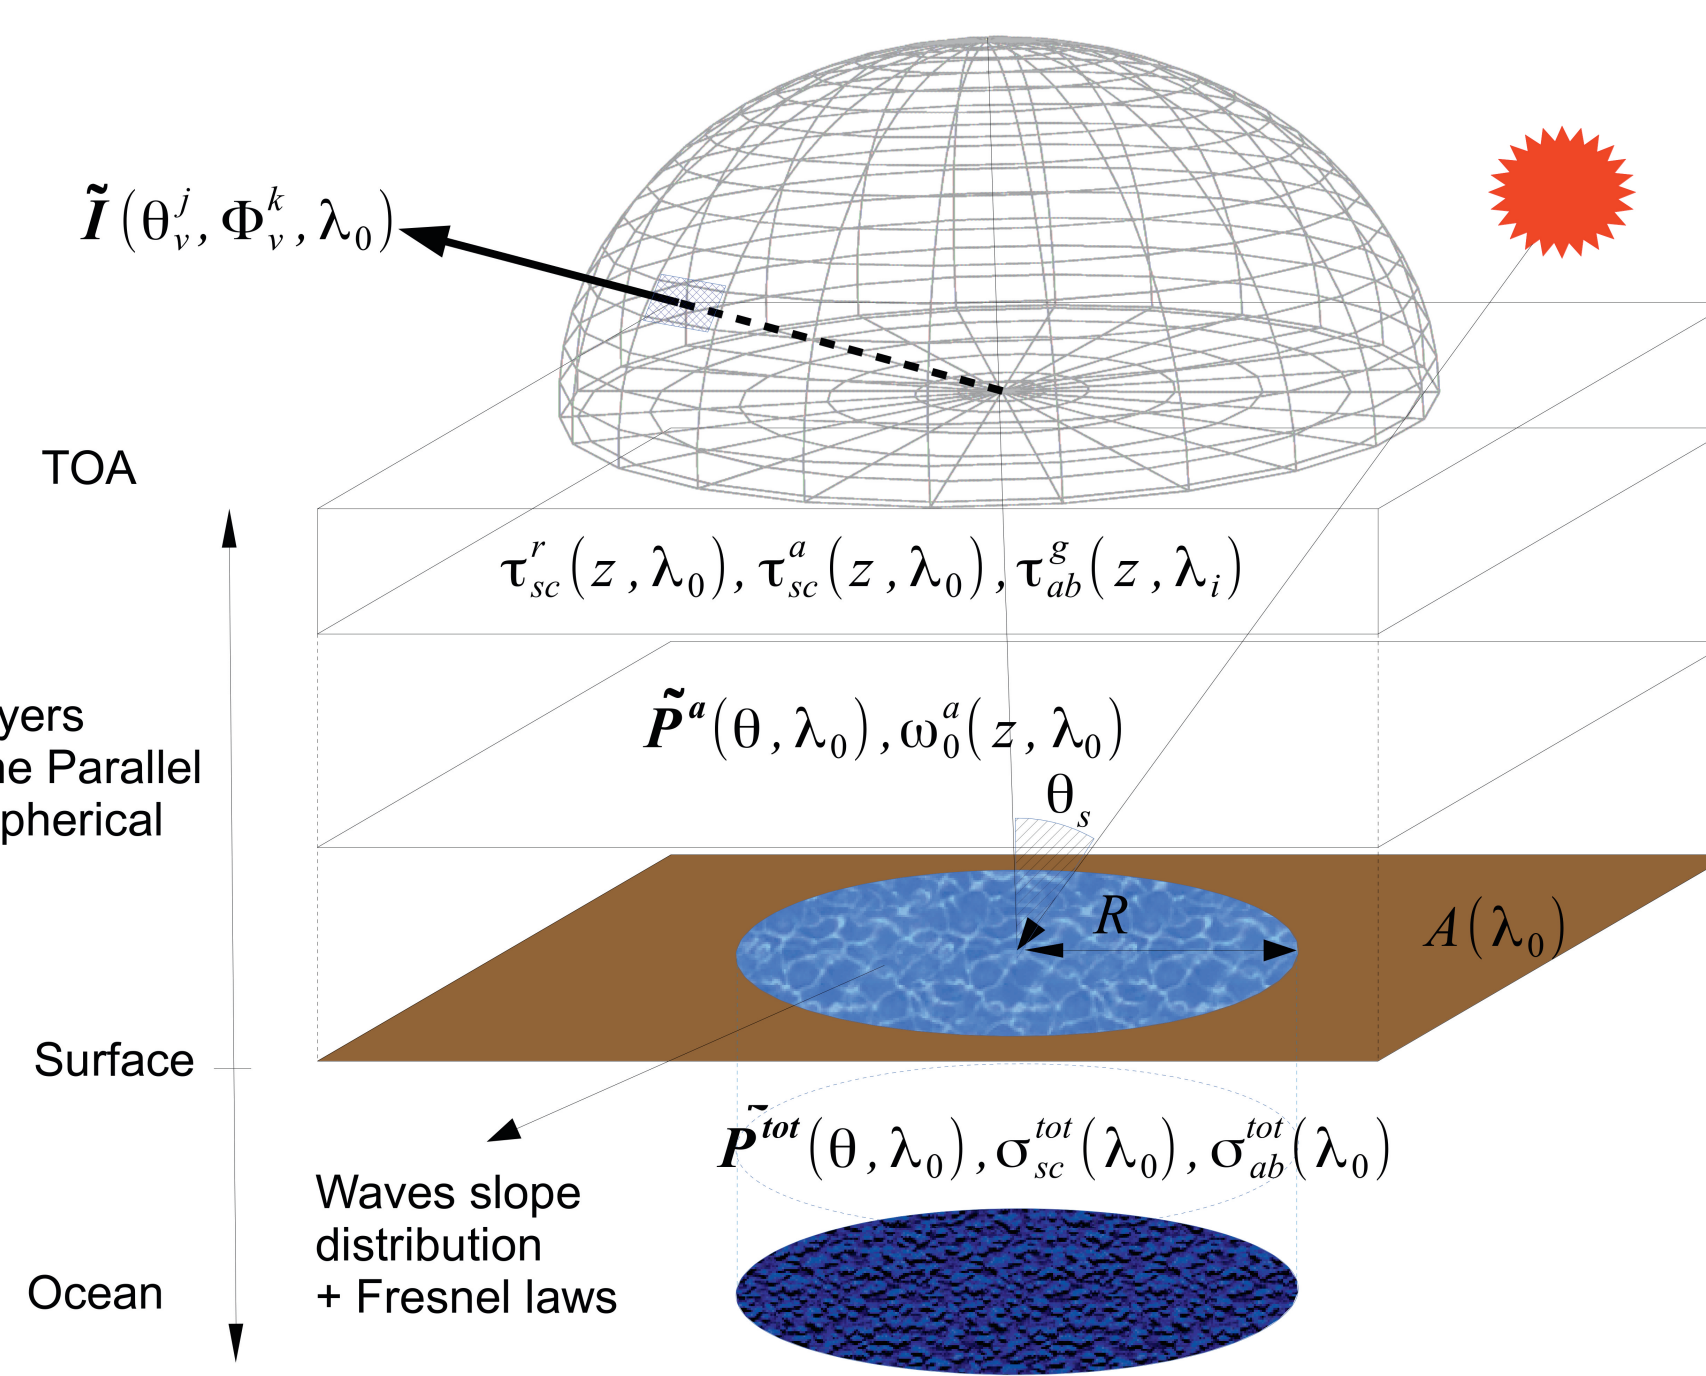 Ĩ(θ_v^j, Φ_v^k, λ_0)
TOA
τ_sc^r(z, λ_0), τ_sc^a(z, λ_0), τ_ab^g(z, λ_i)
yers
ne Parallel
pherical
P̃^a(θ, λ_0), ω_0^a(z, λ_0)
θ_s
R
A(λ_0)
Surface
P̃^tot(θ, λ_0), σ_sc^tot(λ_0), σ_ab^tot(λ_0)
Waves slope
distribution
+ Fresnel laws
Ocean